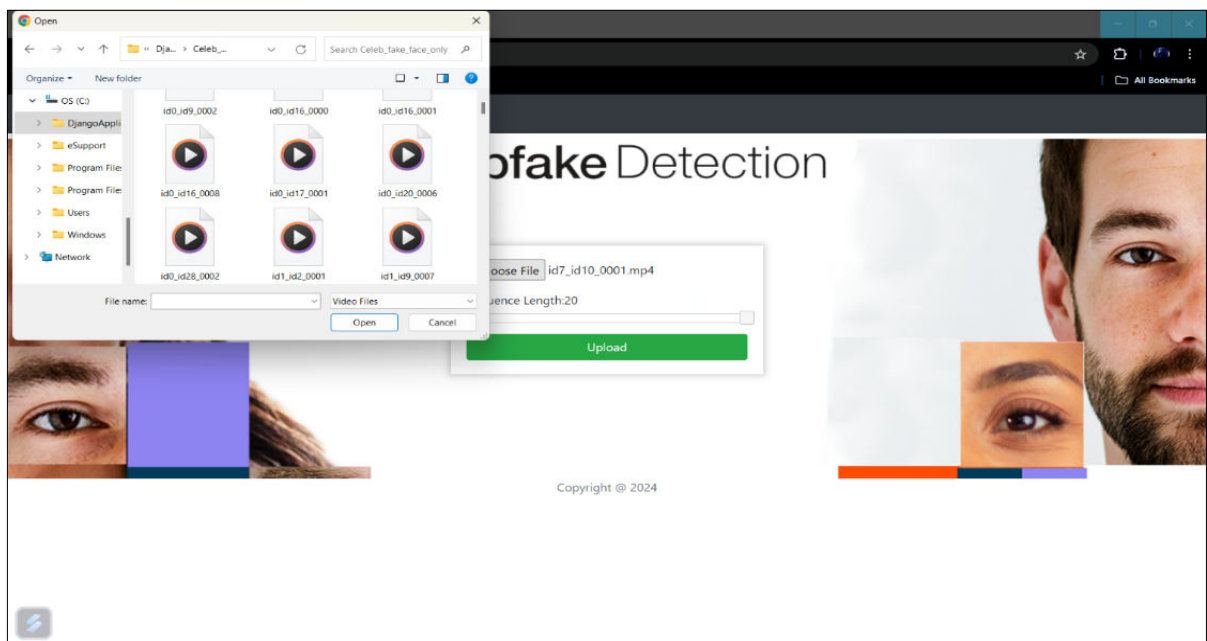 Open
« Dja... › Celeb_...
Search Celeb_fake_face_only
Organize
New folder
All Bookmarks
OS (C:)
DjangoAppli
eSupport
Program File
Program File
Users
Windows
Network
id0_id9_0002
id0_id16_0000
id0_id16_0001
id0_id16_0008
id0_id17_0001
id0_id20_0006
id0_id28_0002
id1_id2_0001
id1_id9_0007
File name:
Video Files
Open
Cancel
pfake Detection
oose File id7_id10_0001.mp4
uence Length:20
Upload
Copyright @ 2024